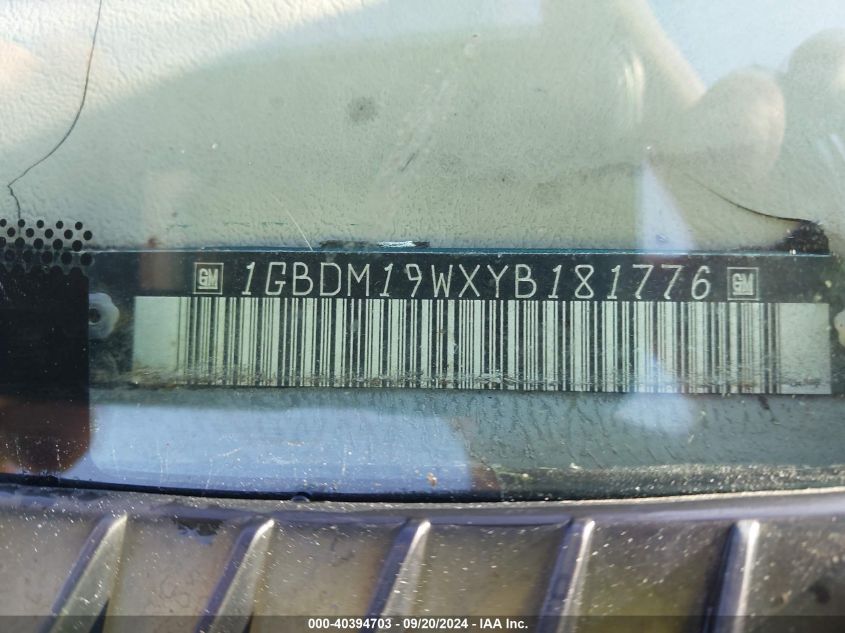 GM 1GBDM19WXYB181776 GM
000-40394703 - 09/20/2024 - IAA Inc.